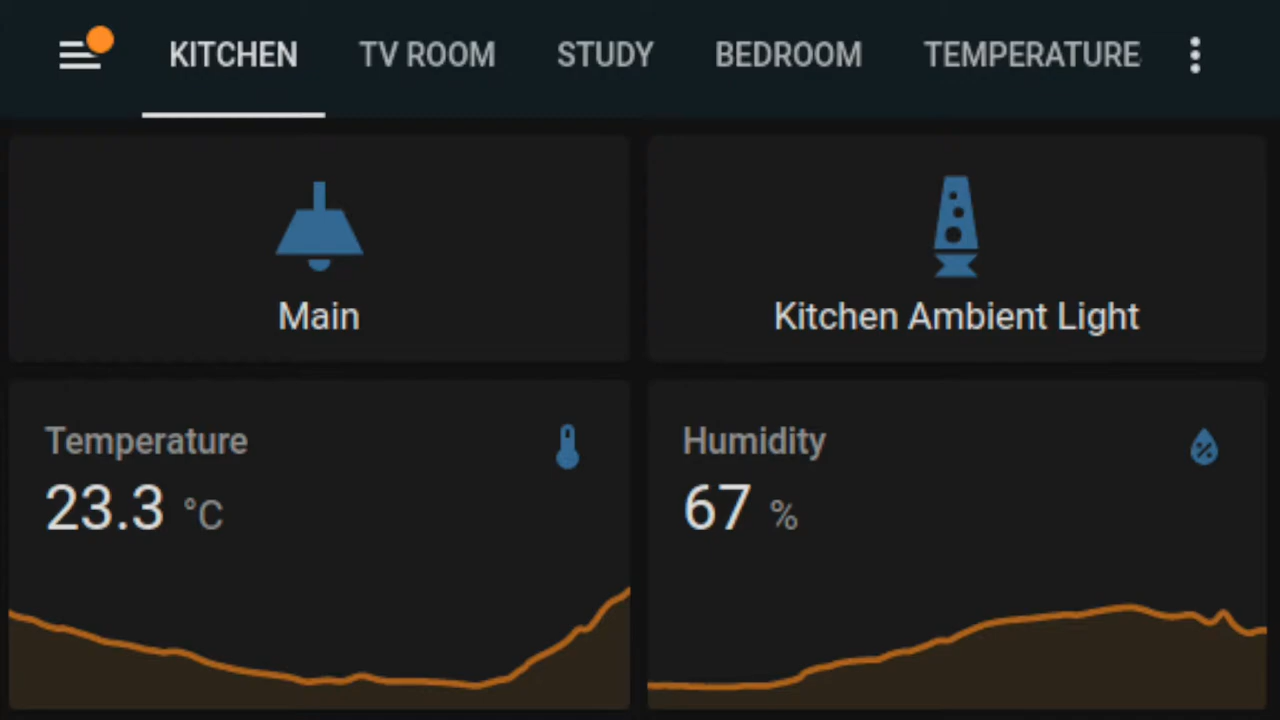 KITCHEN TV ROOM STUDY BEDROOM TEMPERATURE
Main
Kitchen Ambient Light
Temperature
23.3 °C
Humidity
67 %